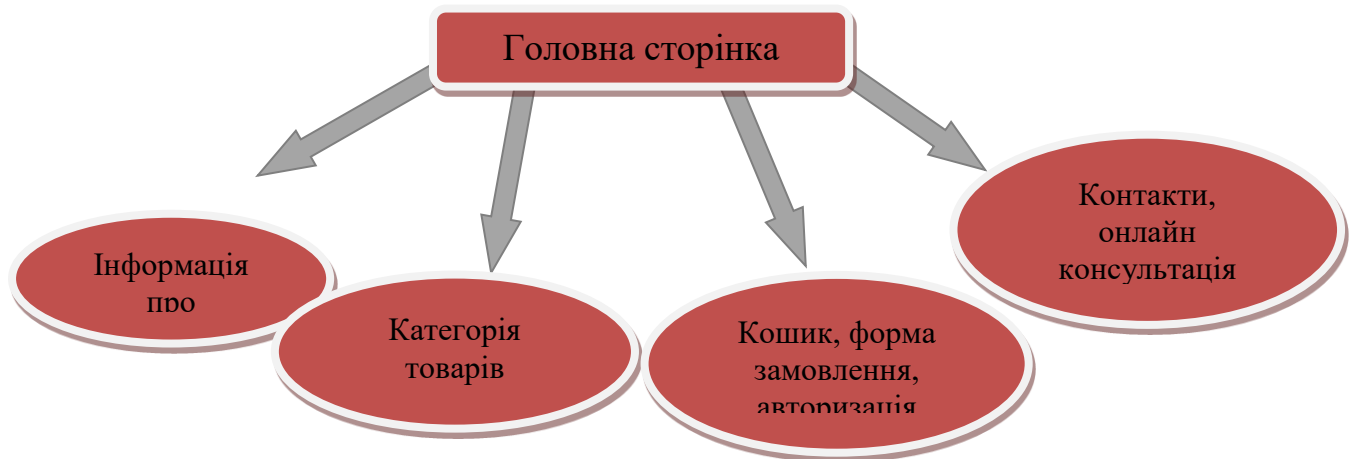 Головна сторінка
Інформація
про
Категорія
товарів
Кошик, форма
замовлення,
авторизація
Контакти,
онлайн
консультація